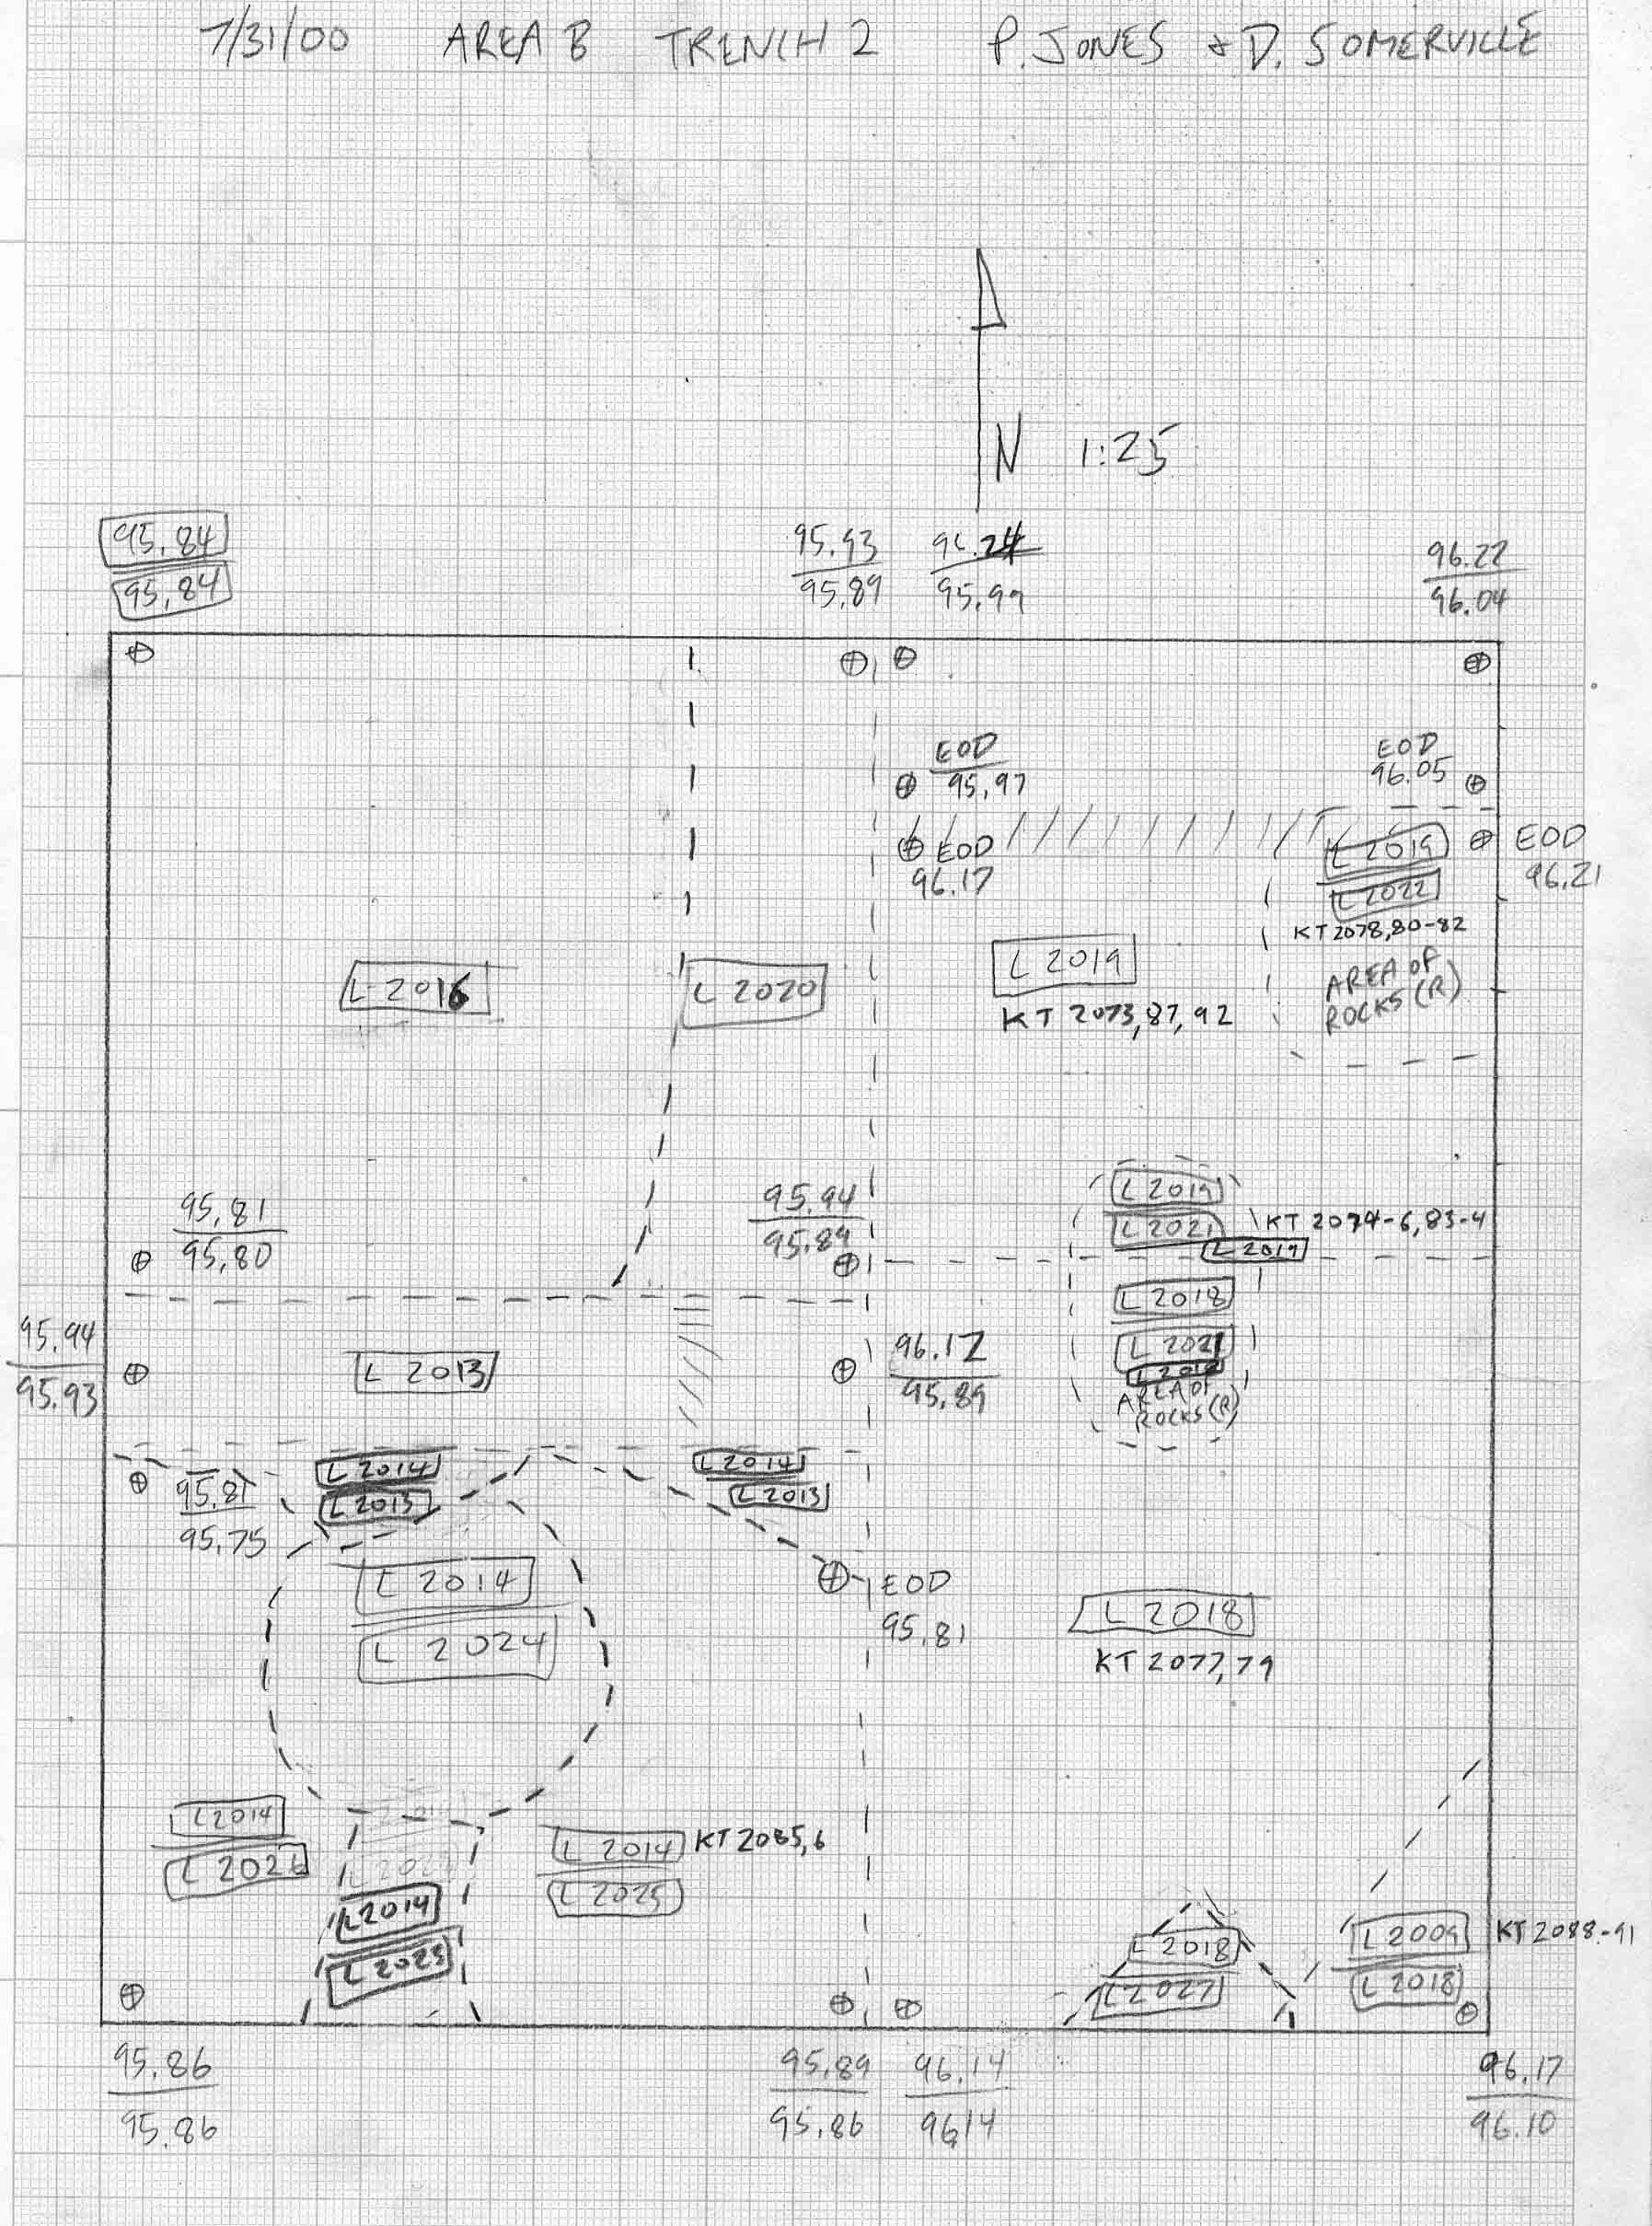 7/31/00 AREA B TRENCH 2 P. JONES & D. SOMERVILLE
N 1:25
95.84
95.84
95.93
95.89
95.99
96.22
96.04
EOD
95.97
EOD
96.05
EOD
96.17
EOD
96.21
L 2019
L 2022
KT 2078,80-82
AREA OF
ROCKS (R)
L 2016
L 2020
L 2019
KT 2073,87,92
95.81
95.80
95.94
95.89
L 2019
L 2021
KT 2074-6,83-4
L 2019
L 2018
L 2021
L 2018
AREA OF
ROCKS (R)
95.94
95.93
L 2013
96.12
95.89
95.81
95.75
L 2014
L 2013
L 2014
L 2013
L 2014
L 2024
EOD
95.81
L 2018
KT 2077,79
L 2014
L 2026
L 2014
L 2023
L 2014 KT 2085,6
L 2025
L 2018
L 2027
L 2009 KT 2088-91
L 2018
95.86
95.86
95.89
95.86
96.14
96.14
96.17
96.10